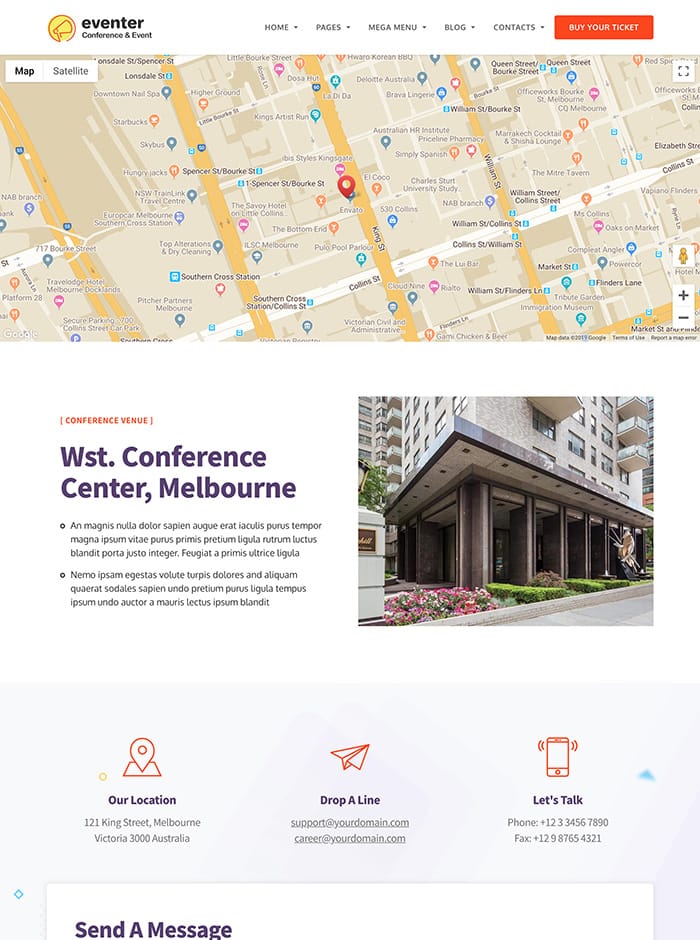 eventer
Conference & Event
HOME
PAGES
MEGA MENU
BLOG
CONTACTS
BUY YOUR TICKET
Map
Satellite
Lonsdale St
Downtown Nail Spa
Higher Ground
Starbucks
Skybus
Hungry jacks
Spencer St/Bourke St
1-Spencer St/Bourke St
NSW TrainLink
Travel Centre
NAB branch
Europcar Melbourne
Southern Cross Station
717 Bourke Street
Top Alterations
& Dry Cleaning
Travelodge Hotel
Melbourne Docklands
Platform 28
Pitcher Partners
Melbourne
Secure Parking -700
Collins Street Car Park
Southern Cross Station
Southern Cross
Station/Collins St
Southern Cross
Google
Little Bourke St
Kings Artist Run
Dosa Hut
La Di Da
ibis Styles Kingsgate
The Savoy Hotel
on Little Collins...
The Bottom End
ILSC Melbourne
Pulo Pool Parlour
Envato
El Coco
530 Collins
King St
Collins St
Cloud Nine
Rialto
Victorian Civil and
Administrative...
Hwaro Korean BBQ
Deloitte Australia
Brava Lingerie
Australian HR Institute
Priceline Pharmacy
Simply Spanish
Charles Sturt
University Study...
NAB branch
William St/Bourke St
Queen Street/
Bourke Street
Officeworks Bourke
St, Melbourne
CQ Melbourne
Marrakech Cocktail
& Shisha Lounge
The Mitre Tavern
William St
William Street/
Collins Street
William St/Collins St
Collins St/William St
The Lui Bar
William St/Flinders Ln
Flinders Ln
Gami Chicken & Beer
Elizabeth St
Vapiano Flinders
Ms Collins
Oaks on Market
Compleat Angler
Powercor
Market St
Flinders Lane
Tribute Garden
Immigration Museum
Market St and Flinders
Map data ©2019 Google
Terms of Use
Report a map error
[ CONFERENCE VENUE ]
Wst. Conference
Center, Melbourne
An magnis nulla dolor sapien augue erat iaculis purus tempor
magna ipsum vitae purus primis pretium ligula rutrum luctus
blandit porta justo integer. Feugiat a primis ultrice ligula
Nemo ipsam egestas volute turpis dolores and aliquam
quaerat sodales sapien undo pretium purus ligula tempus
ipsum undo auctor a mauris lectus ipsum blandit
Our Location
121 King Street, Melbourne
Victoria 3000 Australia
Drop A Line
support@yourdomain.com
career@yourdomain.com
Let's Talk
Phone: +12 3 3456 7890
Fax: +12 9 8765 4321
Send A Message